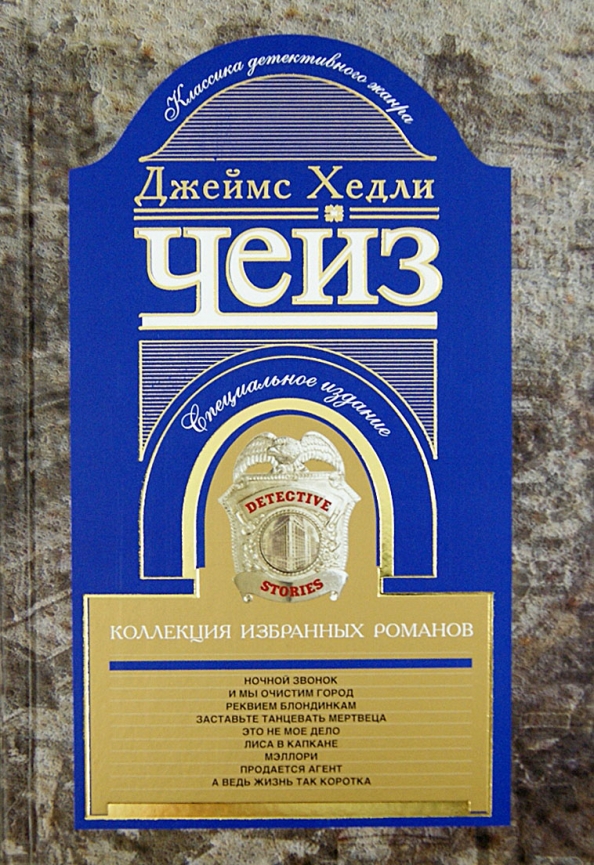 Классика детективного жанра
Джеймс Хедли
Чейз
Специальное издание
DETECTIVE
STORIES
КОЛЛЕКЦИЯ ИЗБРАННЫХ РОМАНОВ
НОЧНОЙ ЗВОНОК
И МЫ ОЧИСТИМ ГОРОД
РЕКВИЕМ БЛОНДИНКАМ
ЗАСТАВЬТЕ ТАНЦЕВАТЬ МЕРТВЕЦА
ЭТО НЕ МОЕ ДЕЛО
ЛИСА В КАПКАНЕ
МЭЛЛОРИ
ПРОДАЕТСЯ АГЕНТ
А ВЕДЬ ЖИЗНЬ ТАК КОРОТКА